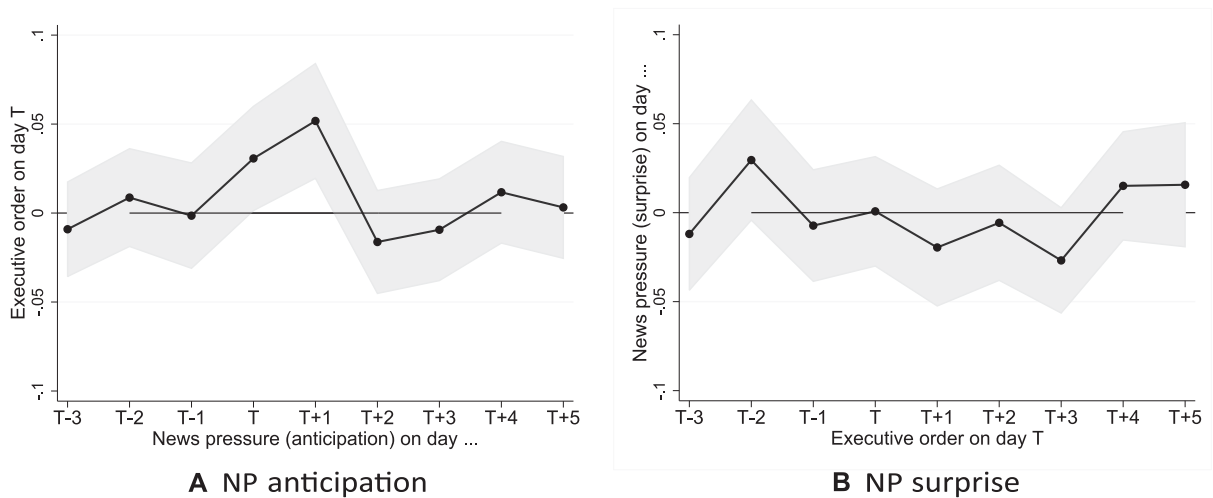 Executive order on day T
.1
.05
0
-.05
-.1
T-3 T-2 T-1 T T+1 T+2 T+3 T+4 T+5
News pressure (anticipation) on day ...
A NP anticipation
News pressure (surprise) on day ...
.1
.05
0
-.05
-.1
T-3 T-2 T-1 T T+1 T+2 T+3 T+4 T+5
Executive order on day T
B NP surprise